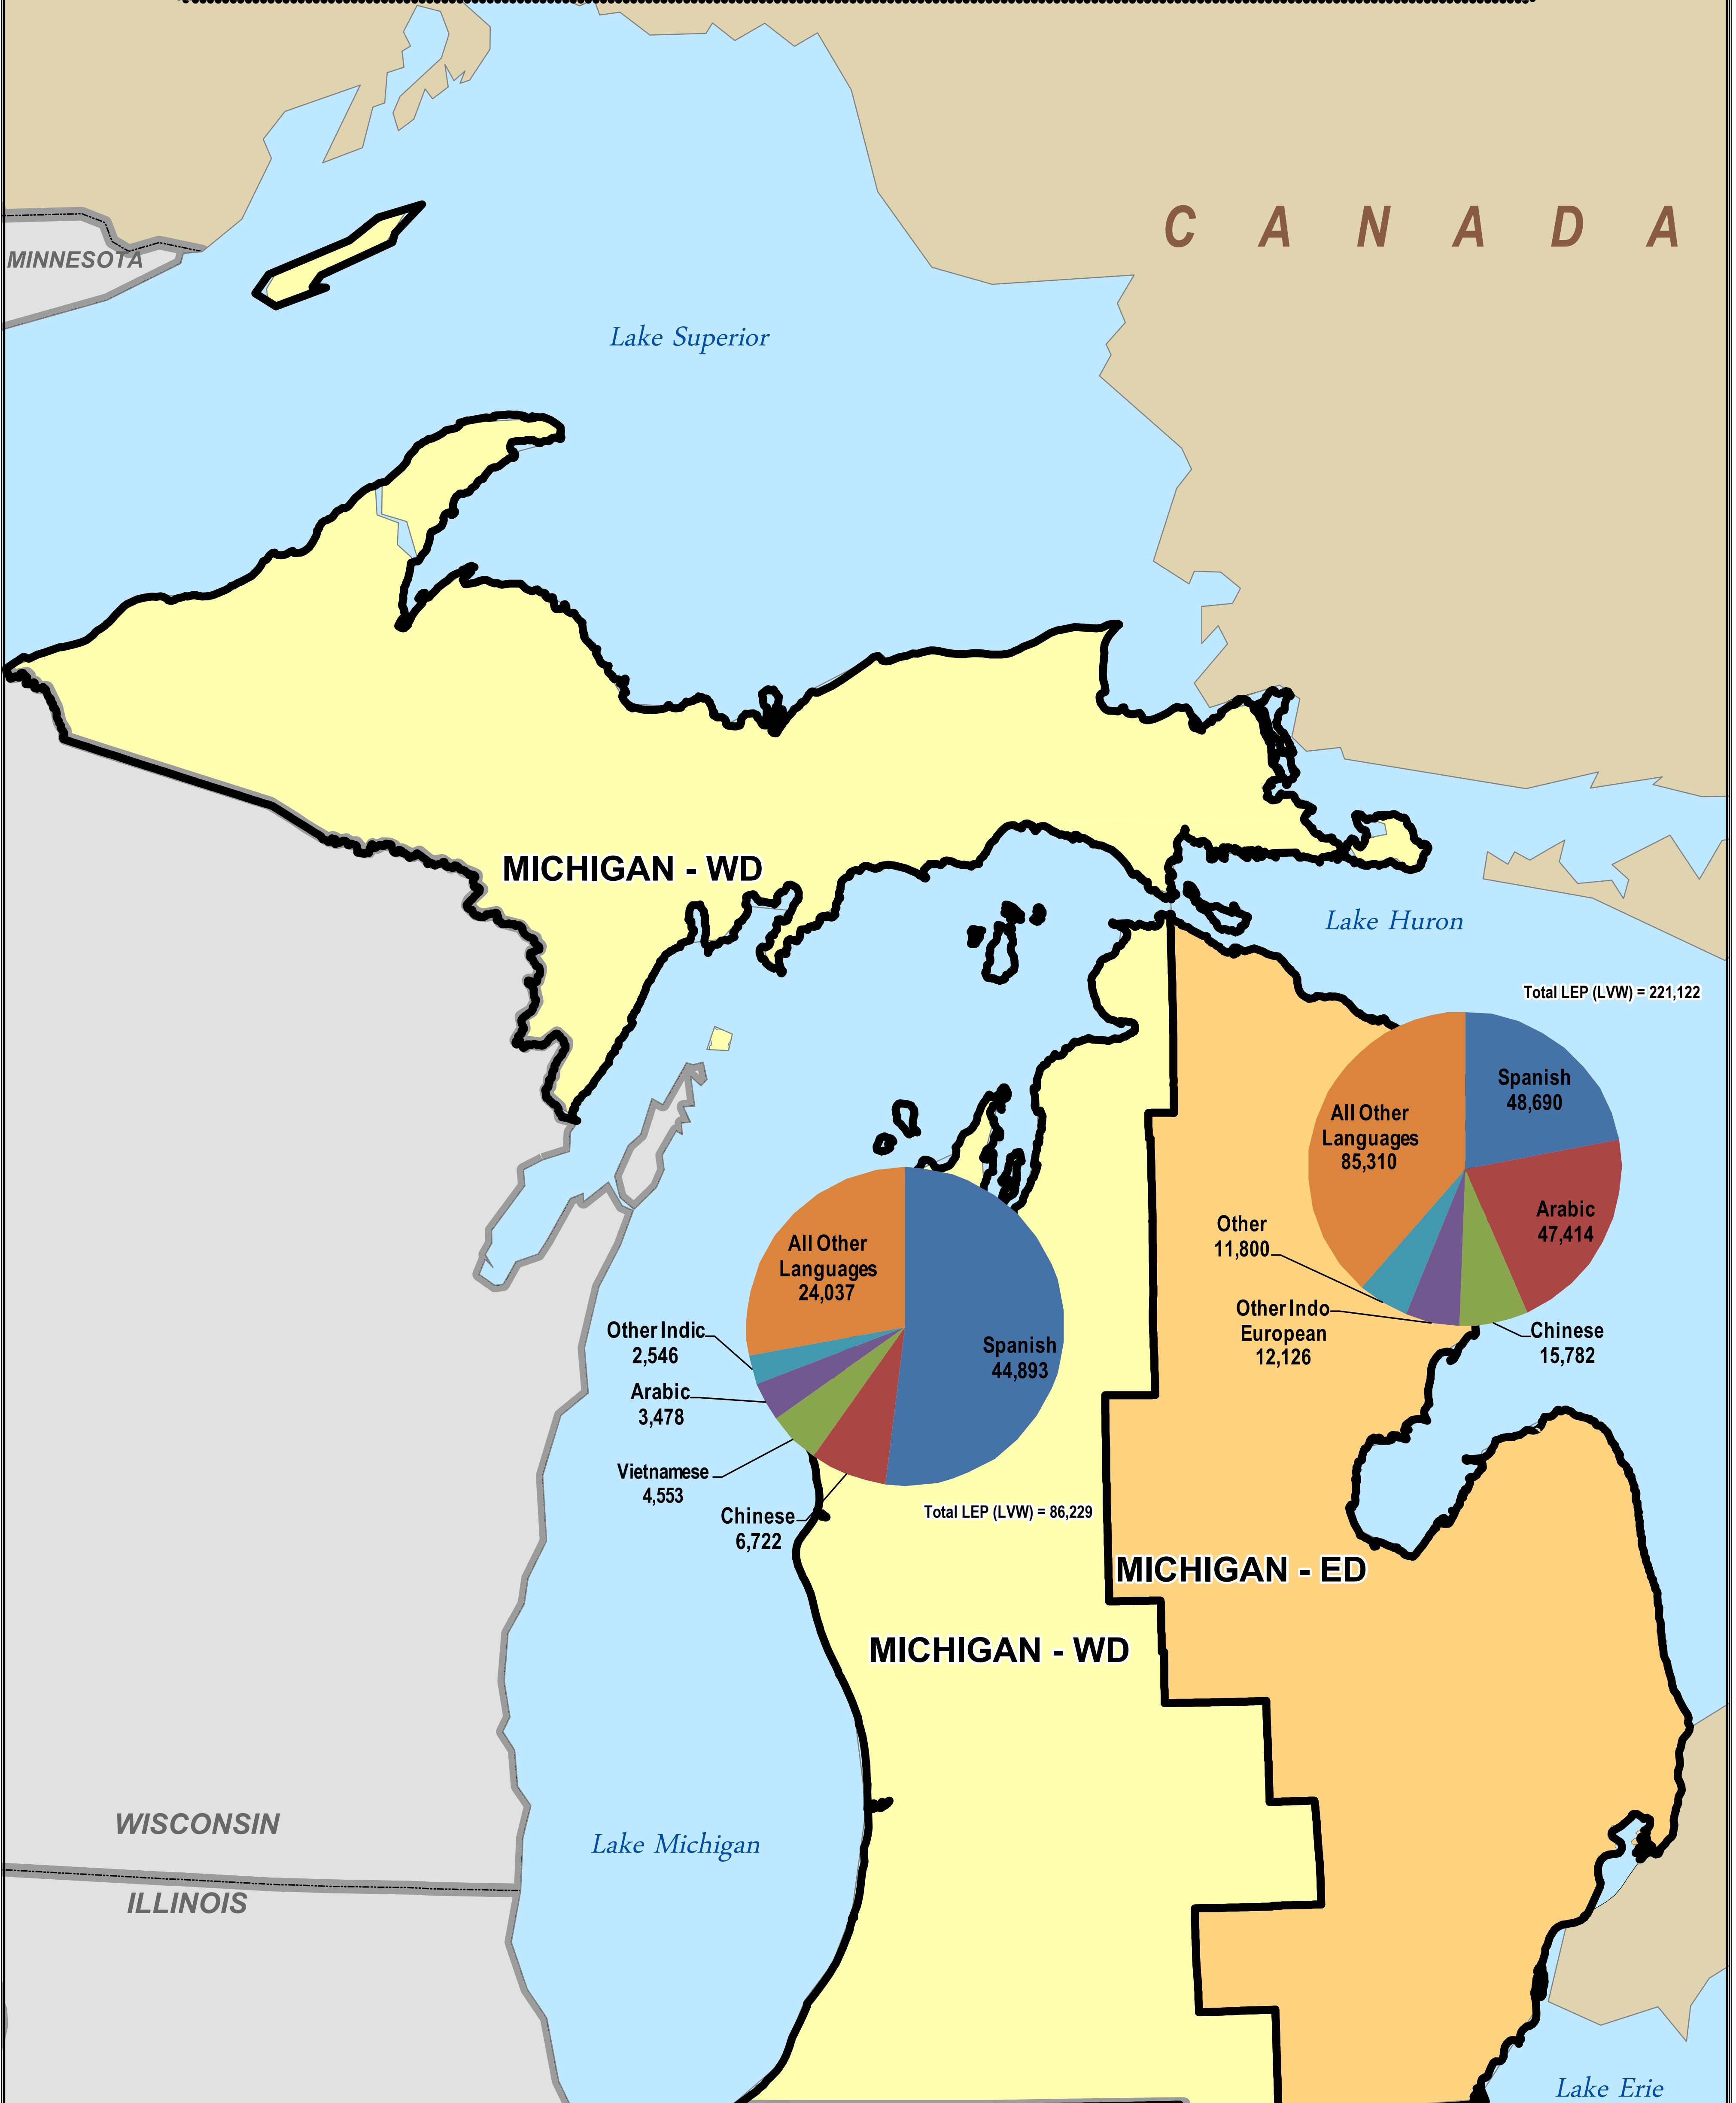 C A N A D A
MINNESOTA
Lake Superior
MICHIGAN - WD
Lake Huron
Total LEP (LVW) = 221,122
Spanish
48,690
All Other
Languages
85,310
Arabic
47,414
Other
11,800
Other Indo
European
12,126
Chinese
15,782
All Other
Languages
24,037
Spanish
44,893
Other Indic
2,546
Arabic
3,478
Vietnamese
4,553
Chinese
6,722
Total LEP (LVW) = 86,229
MICHIGAN - ED
MICHIGAN - WD
WISCONSIN
Lake Michigan
ILLINOIS
Lake Erie